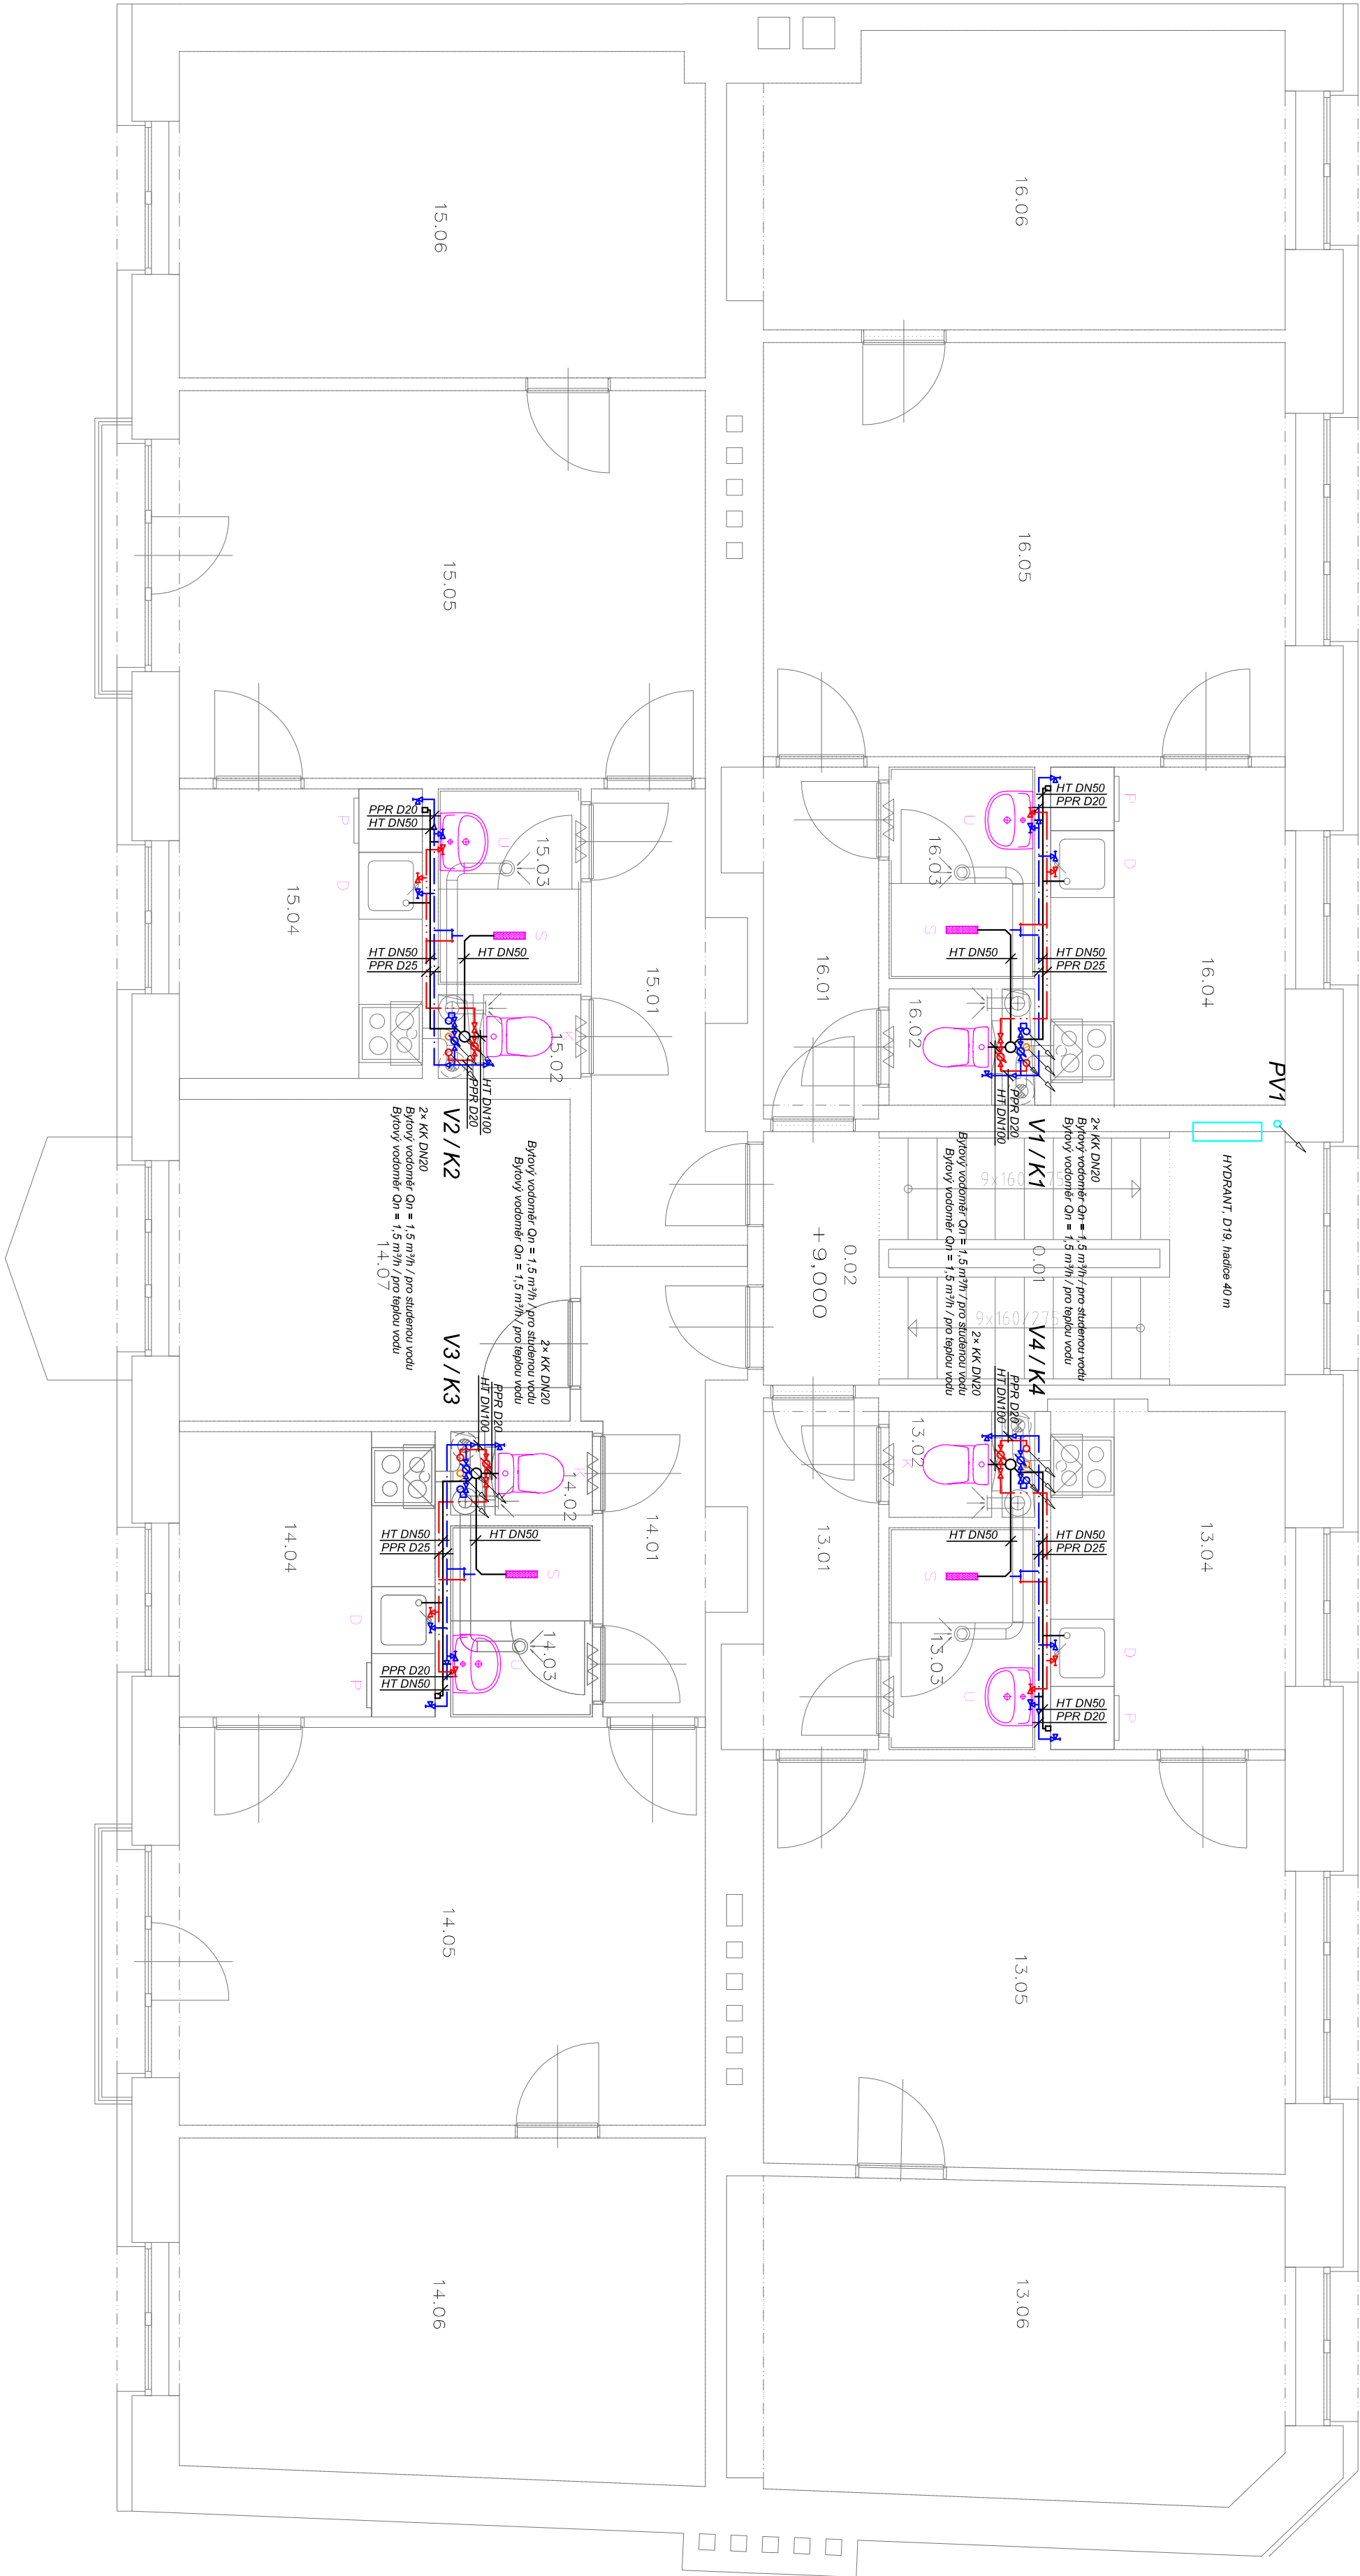 16.06
15.06
16.05
15.05
HT DN50
PPR D20
P
D
U
16.03
16.04
HT DN50
PPR D25
HT DN50
S
16.01
16.02
PPR D20
HT DN100
PPR D20
HT DN50
P
D
U
15.03
15.04
HT DN50
PPR D25
HT DN50
S
15.01
K
15.02
HT DN100
PPR D20
PV1
HYDRANT, D19, hadice 40 m
V1 / K1
2× KK DN20
Bytový vodoměr Qn = 1,5 m³/h / pro studenou vodu
Bytový vodoměr Qn = 1,5 m³/h / pro teplou vodu
V2 / K2
2× KK DN20
Bytový vodoměr Qn = 1,5 m³/h / pro studenou vodu
Bytový vodoměr Qn = 1,5 m³/h / pro teplou vodu
14.07
9x160/275
0.01
0.02
+9,000
9x160/275
V4 / K4
2× KK DN20
Bytový vodoměr Qn = 1,5 m³/h / pro studenou vodu
Bytový vodoměr Qn = 1,5 m³/h / pro teplou vodu
V3 / K3
2× KK DN20
Bytový vodoměr Qn = 1,5 m³/h / pro studenou vodu
Bytový vodoměr Qn = 1,5 m³/h / pro teplou vodu
PPR D20
HT DN100
13.02
K
13.01
13.04
HT DN50
PPR D25
HT DN50
S
13.03
U
D
P
HT DN50
PPR D20
PPR D20
HT DN100
K
14.02
14.01
14.04
HT DN50
PPR D25
HT DN50
S
14.03
U
D
P
PPR D20
HT DN50
13.05
14.05
13.06
14.06